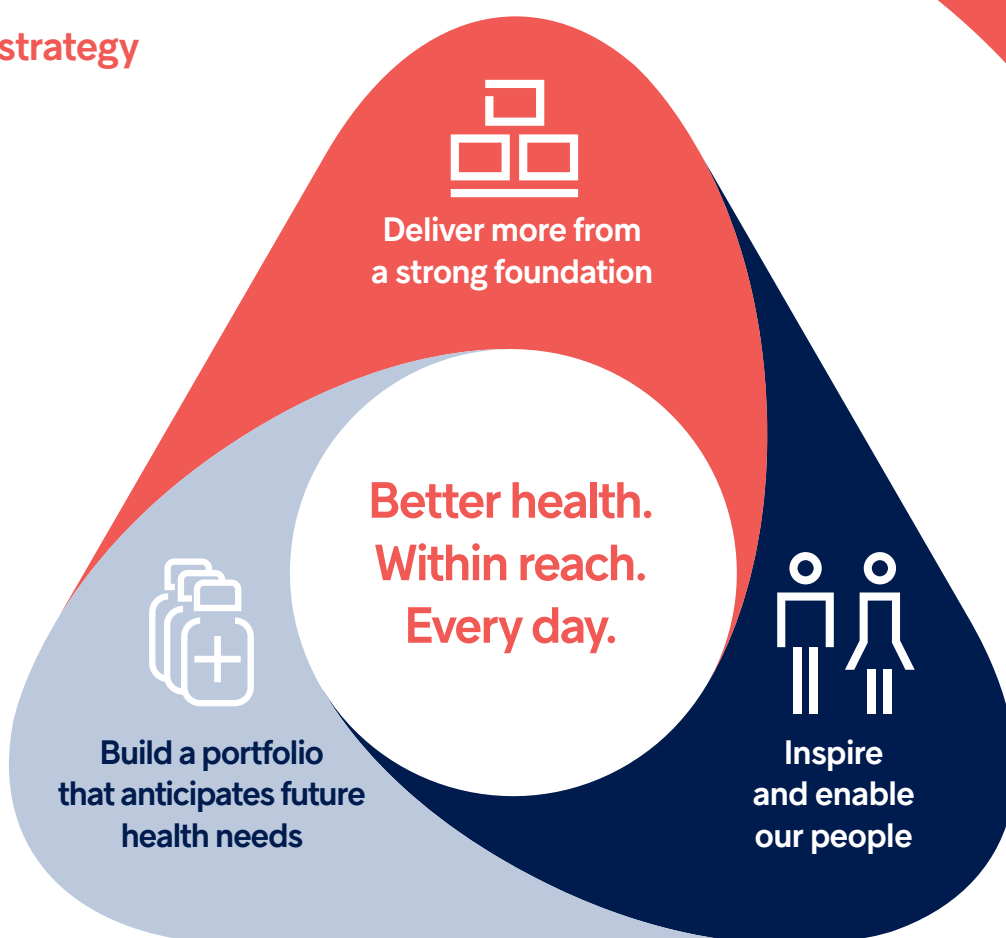 strategy
Deliver more from
a strong foundation
Better health.
Within reach.
Every day.
Build a portfolio
that anticipates future
health needs
Inspire
and enable
our people